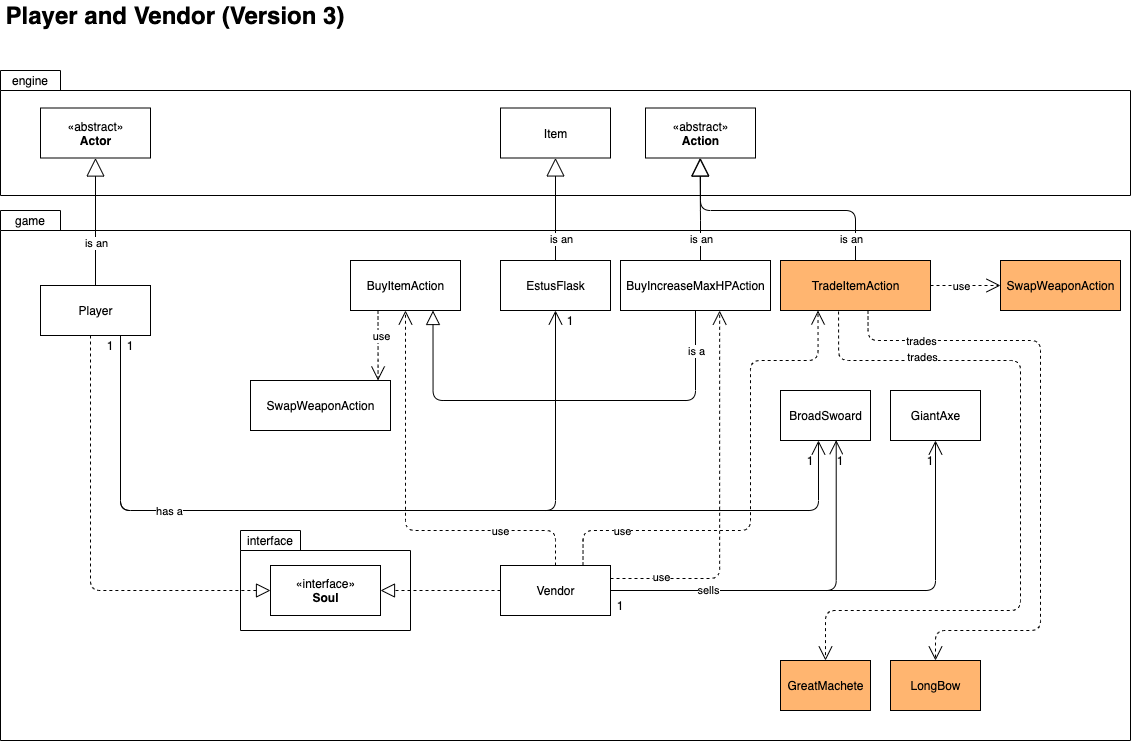 Player and Vendor (Version 3)
engine
«abstract»
Actor
Item
«abstract»
Action
game
is an
is an
is an
is an
Player
BuyItemAction
EstusFlask
BuyIncreaseMaxHPAction
TradeItemAction
use
SwapWeaponAction
1
1
1
use
is a
trades
trades
SwapWeaponAction
BroadSwoard
GiantAxe
1
1
1
has a
use
use
interface
«interface»
Soul
Vendor
use
sells
1
GreatMachete
LongBow